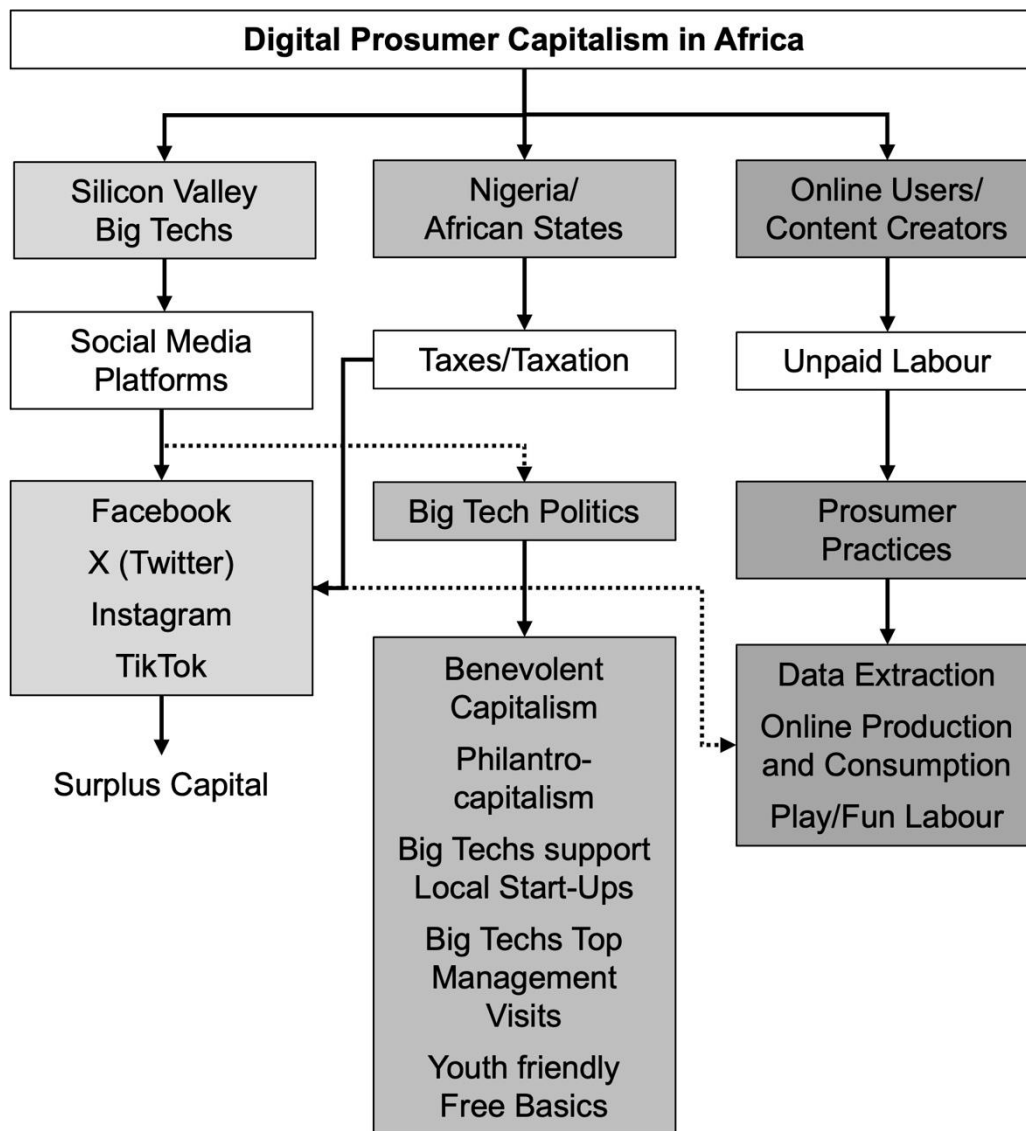 Digital Prosumer Capitalism in Africa
Silicon Valley
Big Techs
Nigeria/
African States
Online Users/
Content Creators
Social Media
Platforms
Taxes/Taxation
Unpaid Labour
Facebook
X (Twitter)
Instagram
TikTok
Big Tech Politics
Prosumer
Practices
Surplus Capital
Benevolent
Capitalism
Philantro-
capitalism
Big Techs support
Local Start-Ups
Big Techs Top
Management
Visits
Youth friendly
Free Basics
Data Extraction
Online Production
and Consumption
Play/Fun Labour